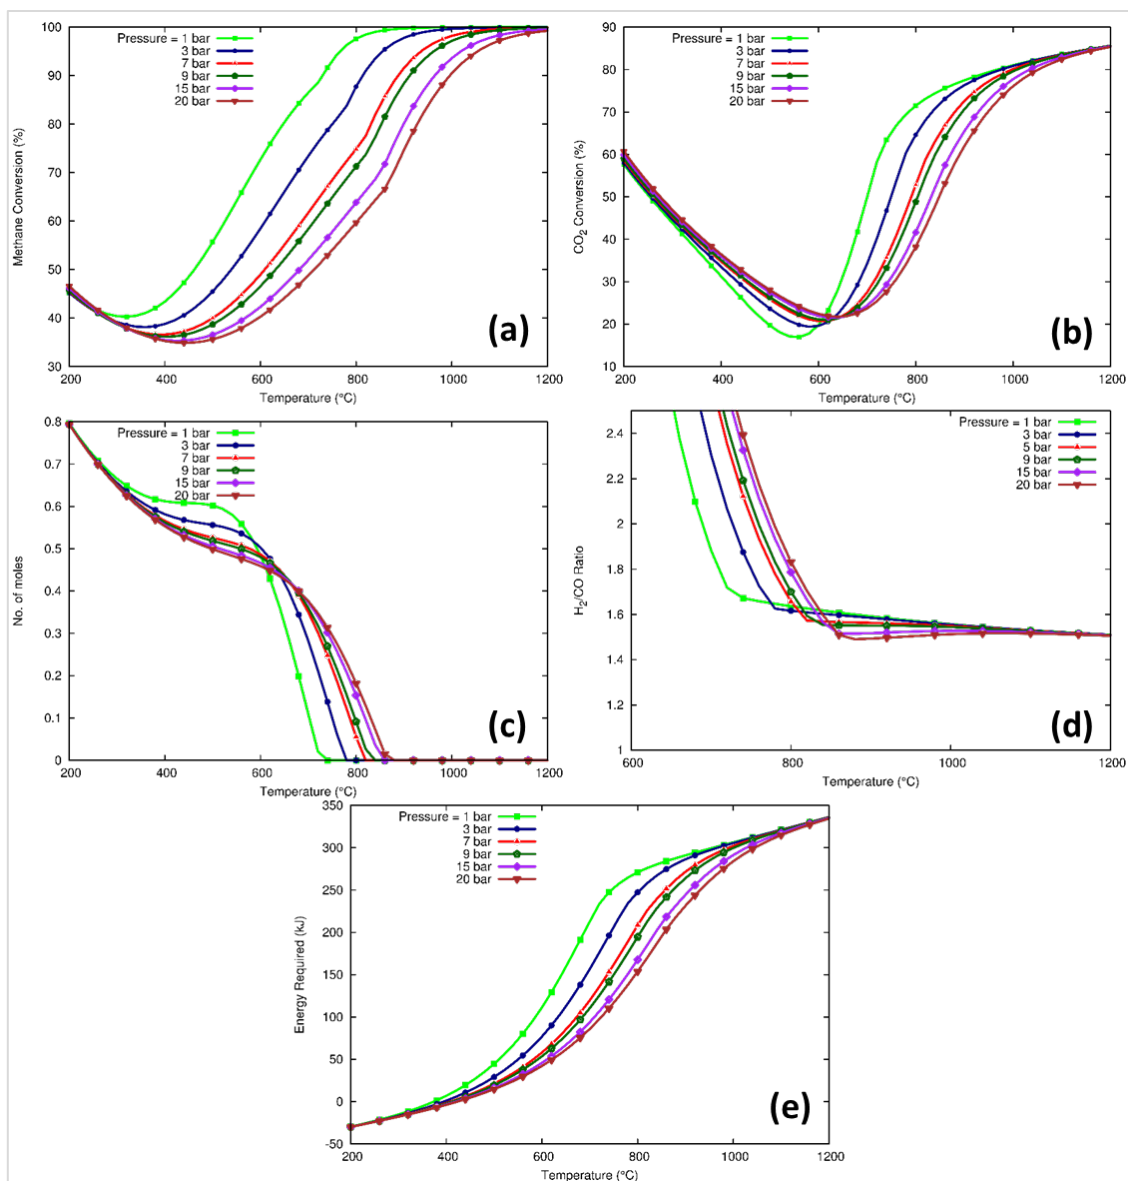 100
90
80
70
60
50
40
30
Methane Conversion (%)
Pressure = 1 bar
3 bar
7 bar
9 bar
15 bar
20 bar
(a)
200 400 600 800 1000 1200
Temperature (°C)
90
80
70
60
50
40
30
20
10
CO2 Conversion (%)
Pressure = 1 bar
3 bar
7 bar
9 bar
15 bar
20 bar
(b)
200 400 600 800 1000 1200
Temperature (°C)
0.8
0.7
0.6
0.5
0.4
0.3
0.2
0.1
0
No. of moles
Pressure = 1 bar
3 bar
7 bar
9 bar
15 bar
20 bar
(c)
200 400 600 800 1000 1200
Temperature (°C)
2.4
2.2
2
1.8
1.6
1.4
1.2
1
H2/CO Ratio
Pressure = 1 bar
3 bar
5 bar
9 bar
15 bar
20 bar
(d)
600 800 1000 1200
Temperature (°C)
350
300
250
200
150
100
50
0
-50
Energy Required (kJ)
Pressure = 1 bar
3 bar
7 bar
9 bar
15 bar
20 bar
(e)
200 400 600 800 1000 1200
Temperature (°C)